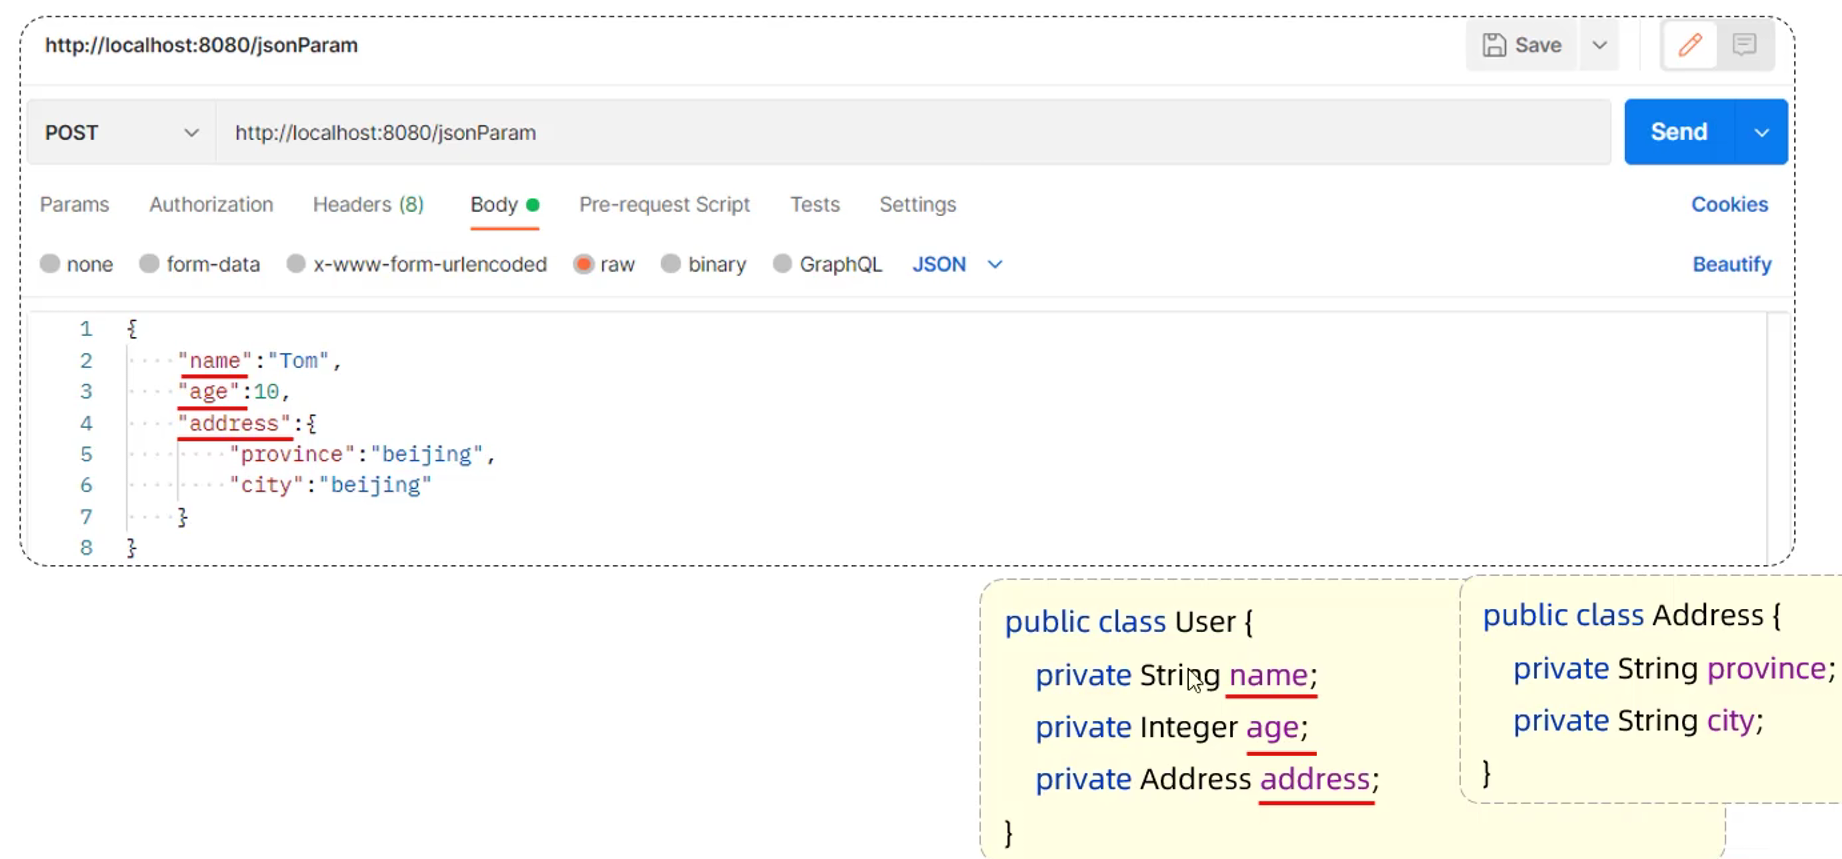 http://localhost:8080/jsonParam
Save
POST
http://localhost:8080/jsonParam
Send
Params Authorization Headers (8) Body Pre-request Script Tests Settings Cookies
none form-data x-www-form-urlencoded raw binary GraphQL JSON Beautify
1 {
2 "name":"Tom",
3 "age":10,
4 "address":{
5 "province":"beijing",
6 "city":"beijing"
7 }
8 }
public class User {
private String name;
private Integer age;
private Address address;
}
public class Address {
private String province;
private String city;
}